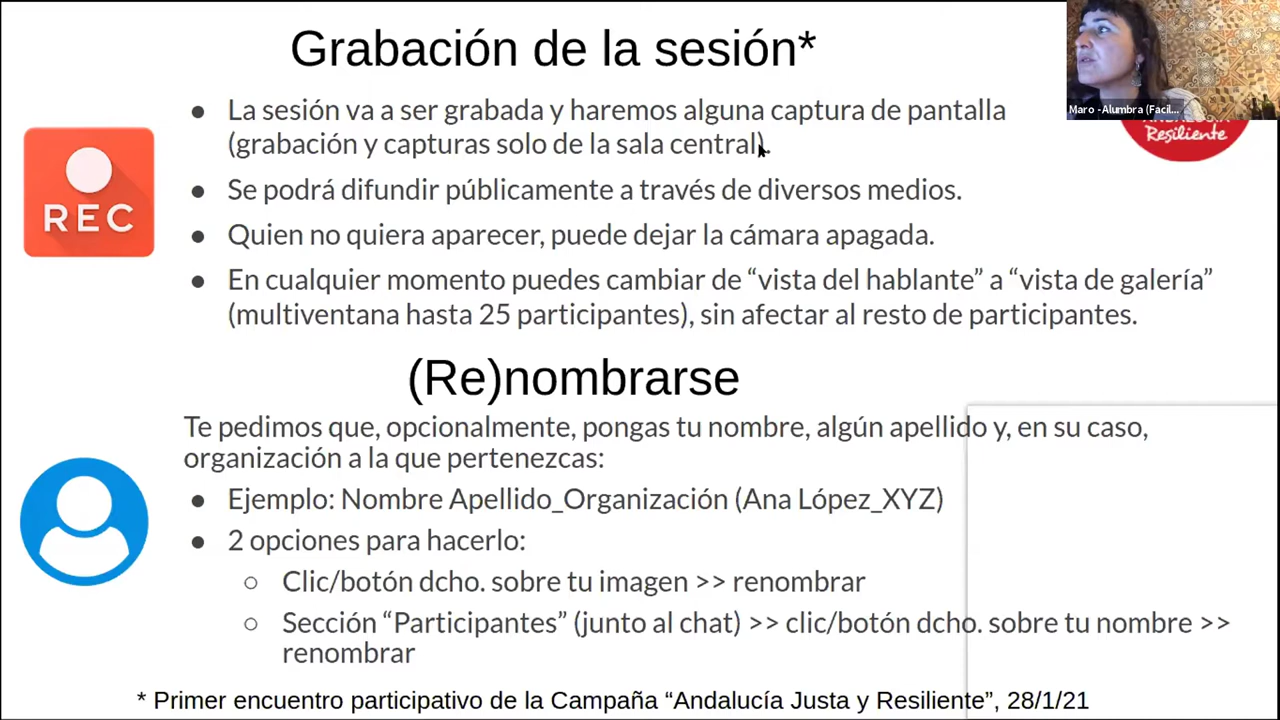 Grabación de la sesión*
● La sesión va a ser grabada y haremos alguna captura de pantalla
(grabación y capturas solo de la sala central).
● Se podrá difundir públicamente a través de diversos medios.
● Quien no quiera aparecer, puede dejar la cámara apagada.
● En cualquier momento puedes cambiar de “vista del hablante” a “vista de galería”
(multiventana hasta 25 participantes), sin afectar al resto de participantes.
REC
Maro -Alumbra (Facil...
Resiliente
(Re)nombrarse
Te pedimos que, opcionalmente, pongas tu nombre, algún apellido y, en su caso,
organización a la que pertenezcas:
● Ejemplo: Nombre Apellido_Organización (Ana López_XYZ)
● 2 opciones para hacerlo:
○ Clic/botón dcho. sobre tu imagen >> renombrar
○ Sección “Participantes” (junto al chat) >> clic/botón dcho. sobre tu nombre >>
renombrar
* Primer encuentro participativo de la Campaña “Andalucía Justa y Resiliente”, 28/1/21